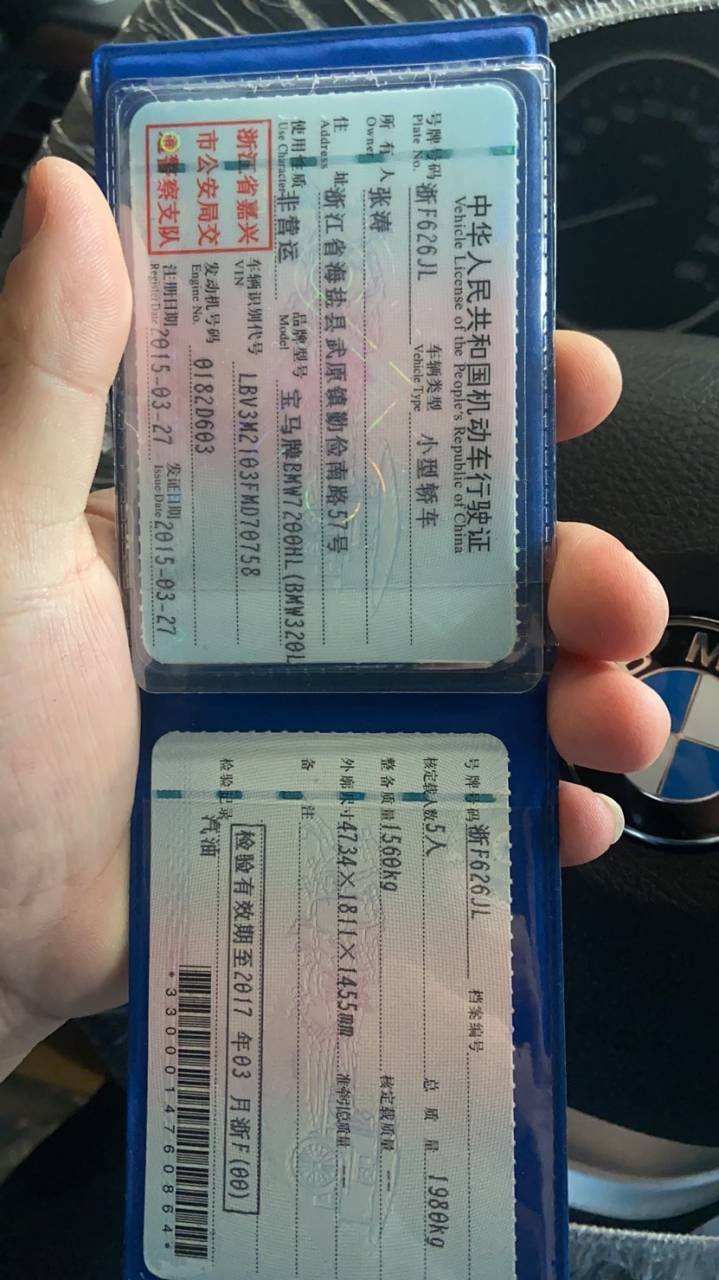 中华人民共和国机动车行驶证
Vehicle License of the People's Republic of China
号牌号码 浙F626JL 车辆类型 小型轿车
Plate No. Vehicle Type
所有人 张涛
Owner
住址 浙江省海盐县武原镇勤俭南路57号
Address
使用性质 非营运 品牌型号 宝马牌BMW7200HL(BMW320L
Use Character Model
浙江省嘉兴
市公安局交
通警察支队
车辆识别代号 LBV3M2103FMD70758
VIN
发动机号码 0182D603
Engine No.
注册日期 2015-03-27 发证日期 2015-03-27
Register Date Issue Date
号牌号码 浙F626JL 档案编号
核定载人数 5人 总质量 1980kg
整备质量 1560kg 核定载质量 --
外廓尺寸 4734×1811×1455mm 准牵引总质量 --
备注
检验有效期至2017年03月浙F(00)
检验记录
汽油
*3300014760864*
BM